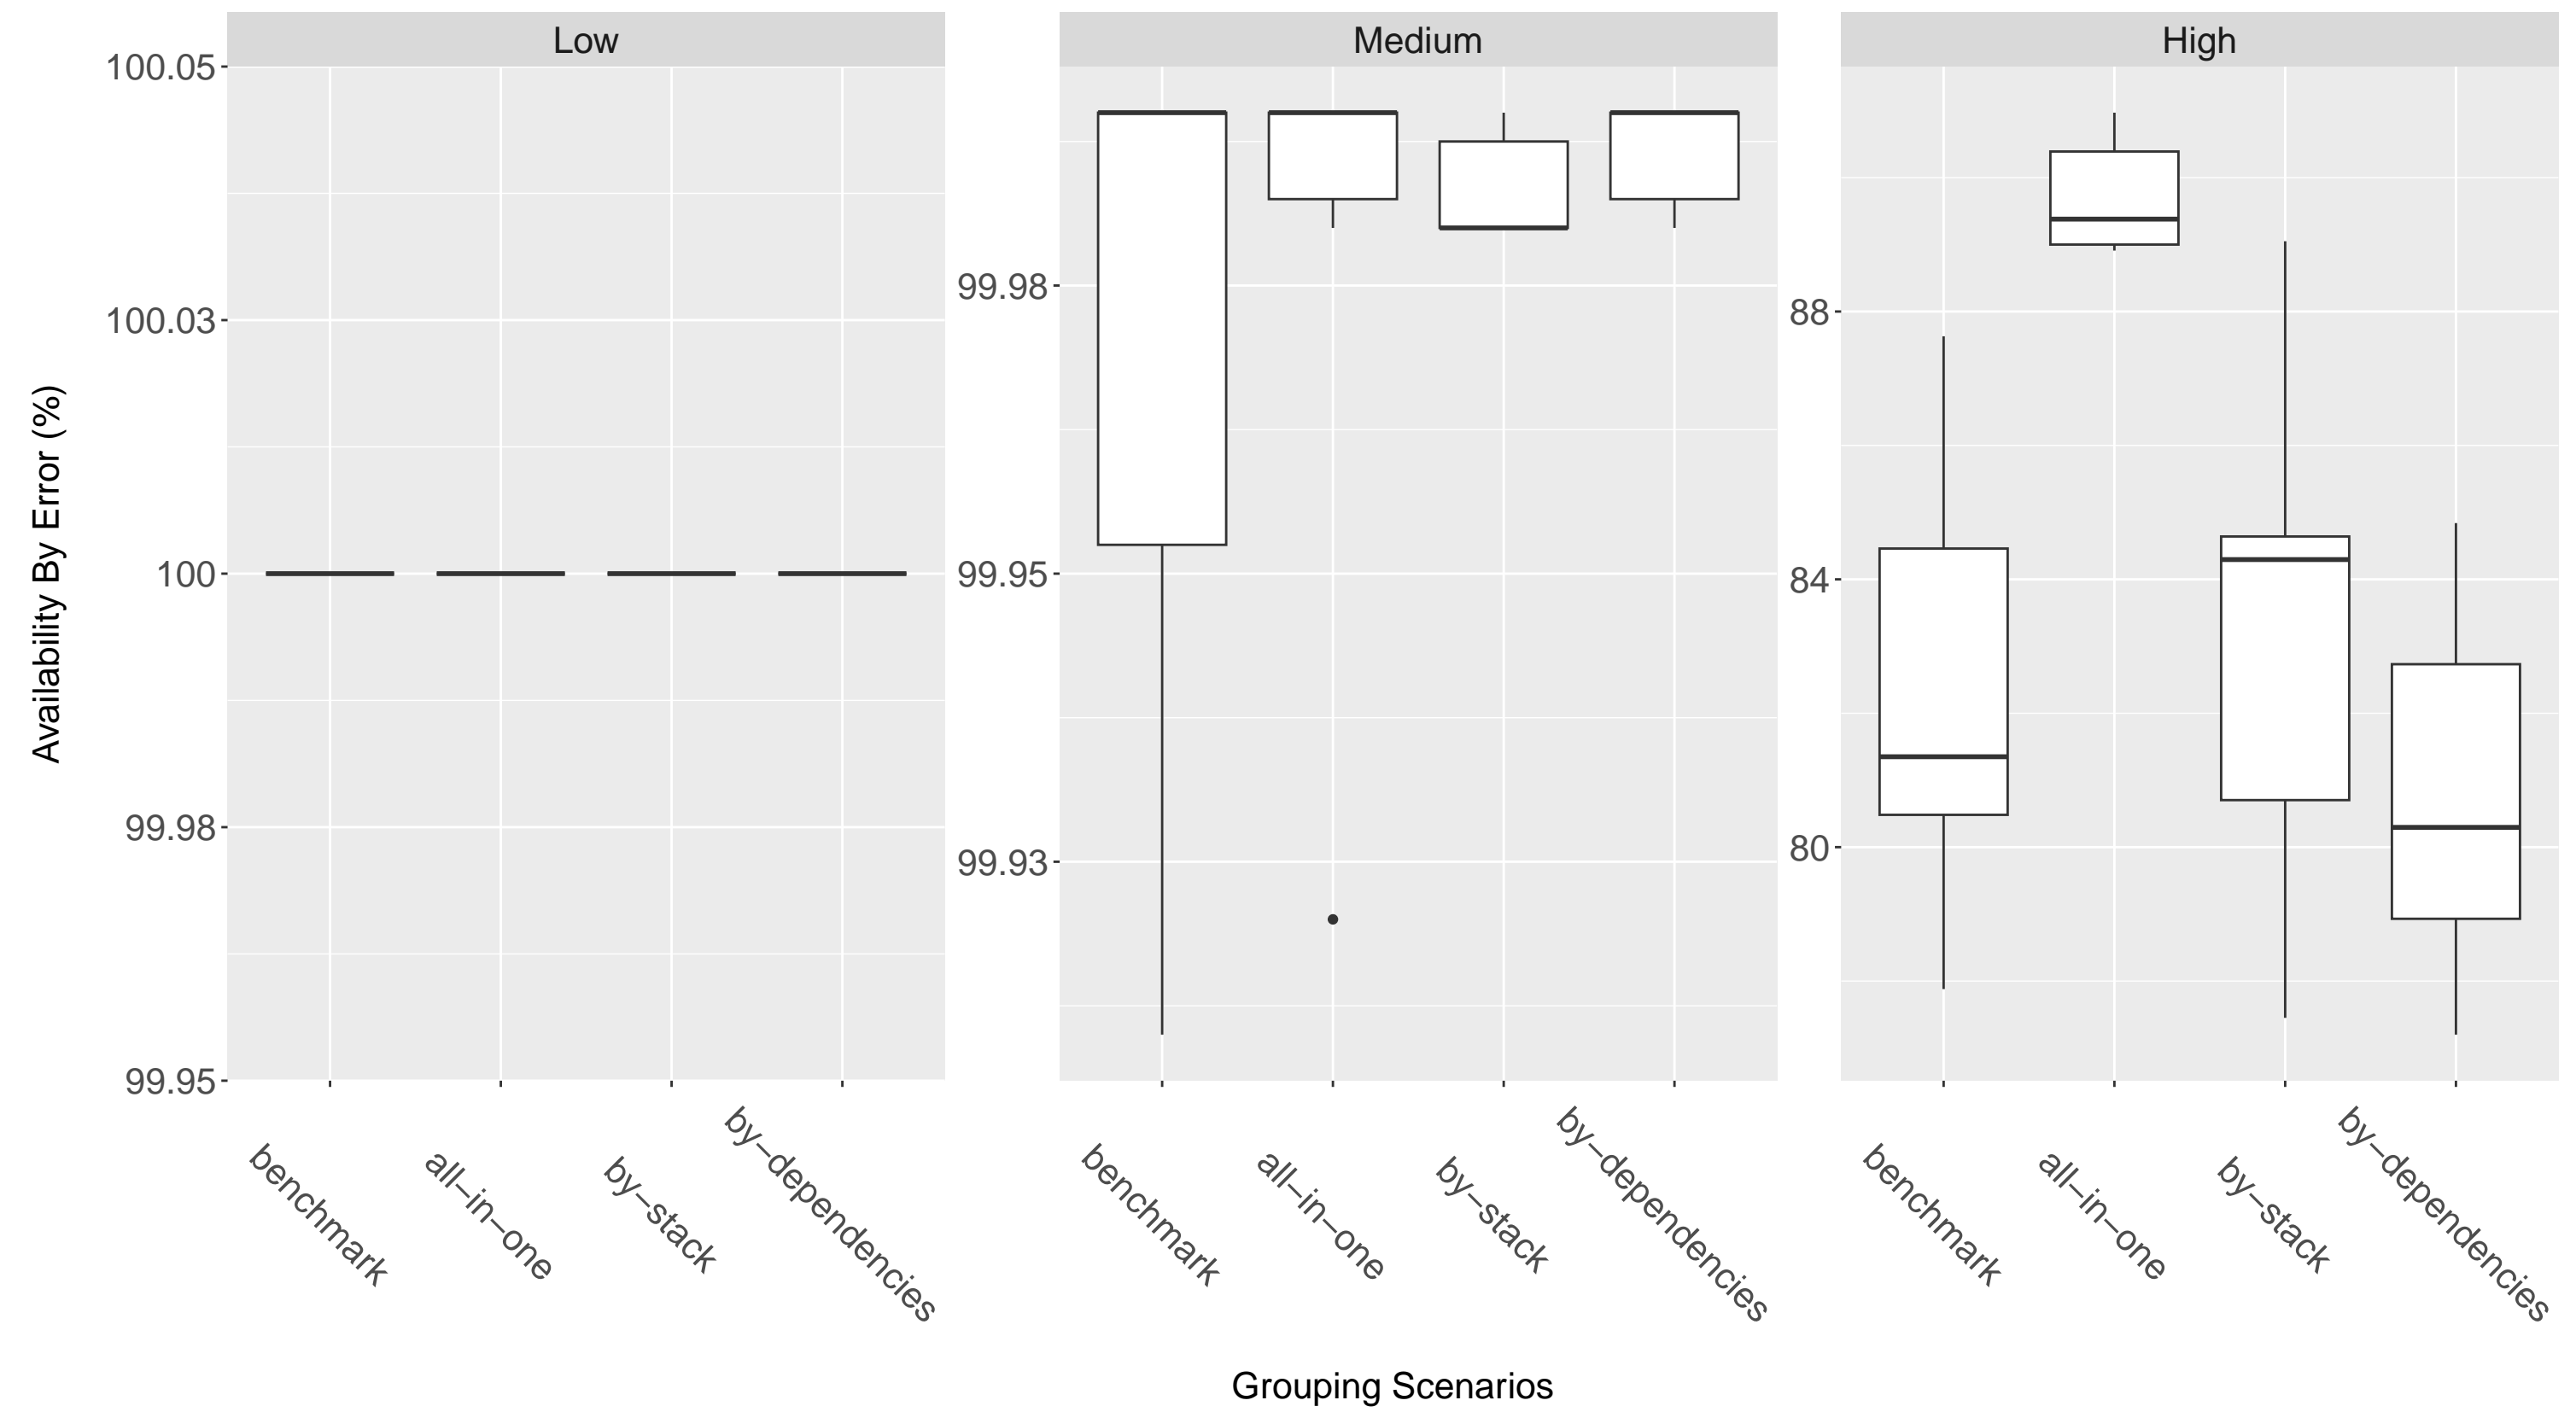 Low
Medium
High
Availability By Error (%)
100.05
100.03
100
99.98
99.95
99.98
99.95
99.93
88
84
80
benchmark
all−in−one
by−stack
by−dependencies
benchmark
all−in−one
by−stack
by−dependencies
benchmark
all−in−one
by−stack
by−dependencies
Grouping Scenarios